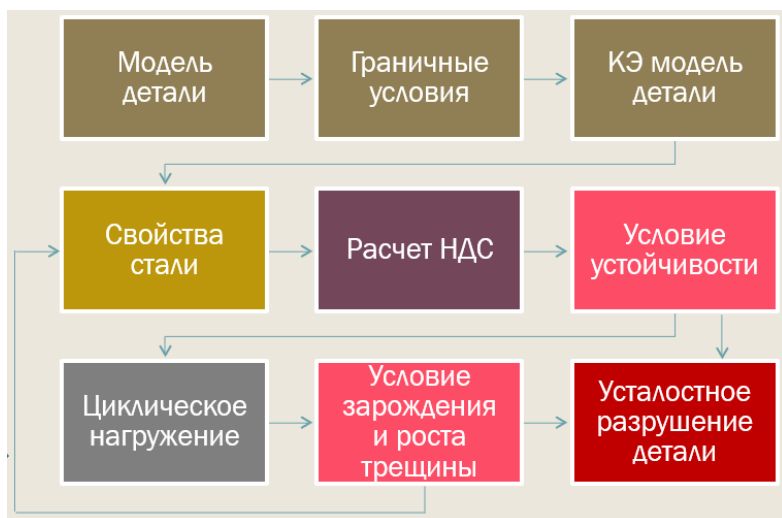 Модель
детали
Граничные
условия
КЭ модель
детали
Свойства
стали
Расчет НДС
Условие
устойчивости
Циклическое
нагружение
Условие
зарождения
и роста
трещины
Усталостное
разрушение
детали